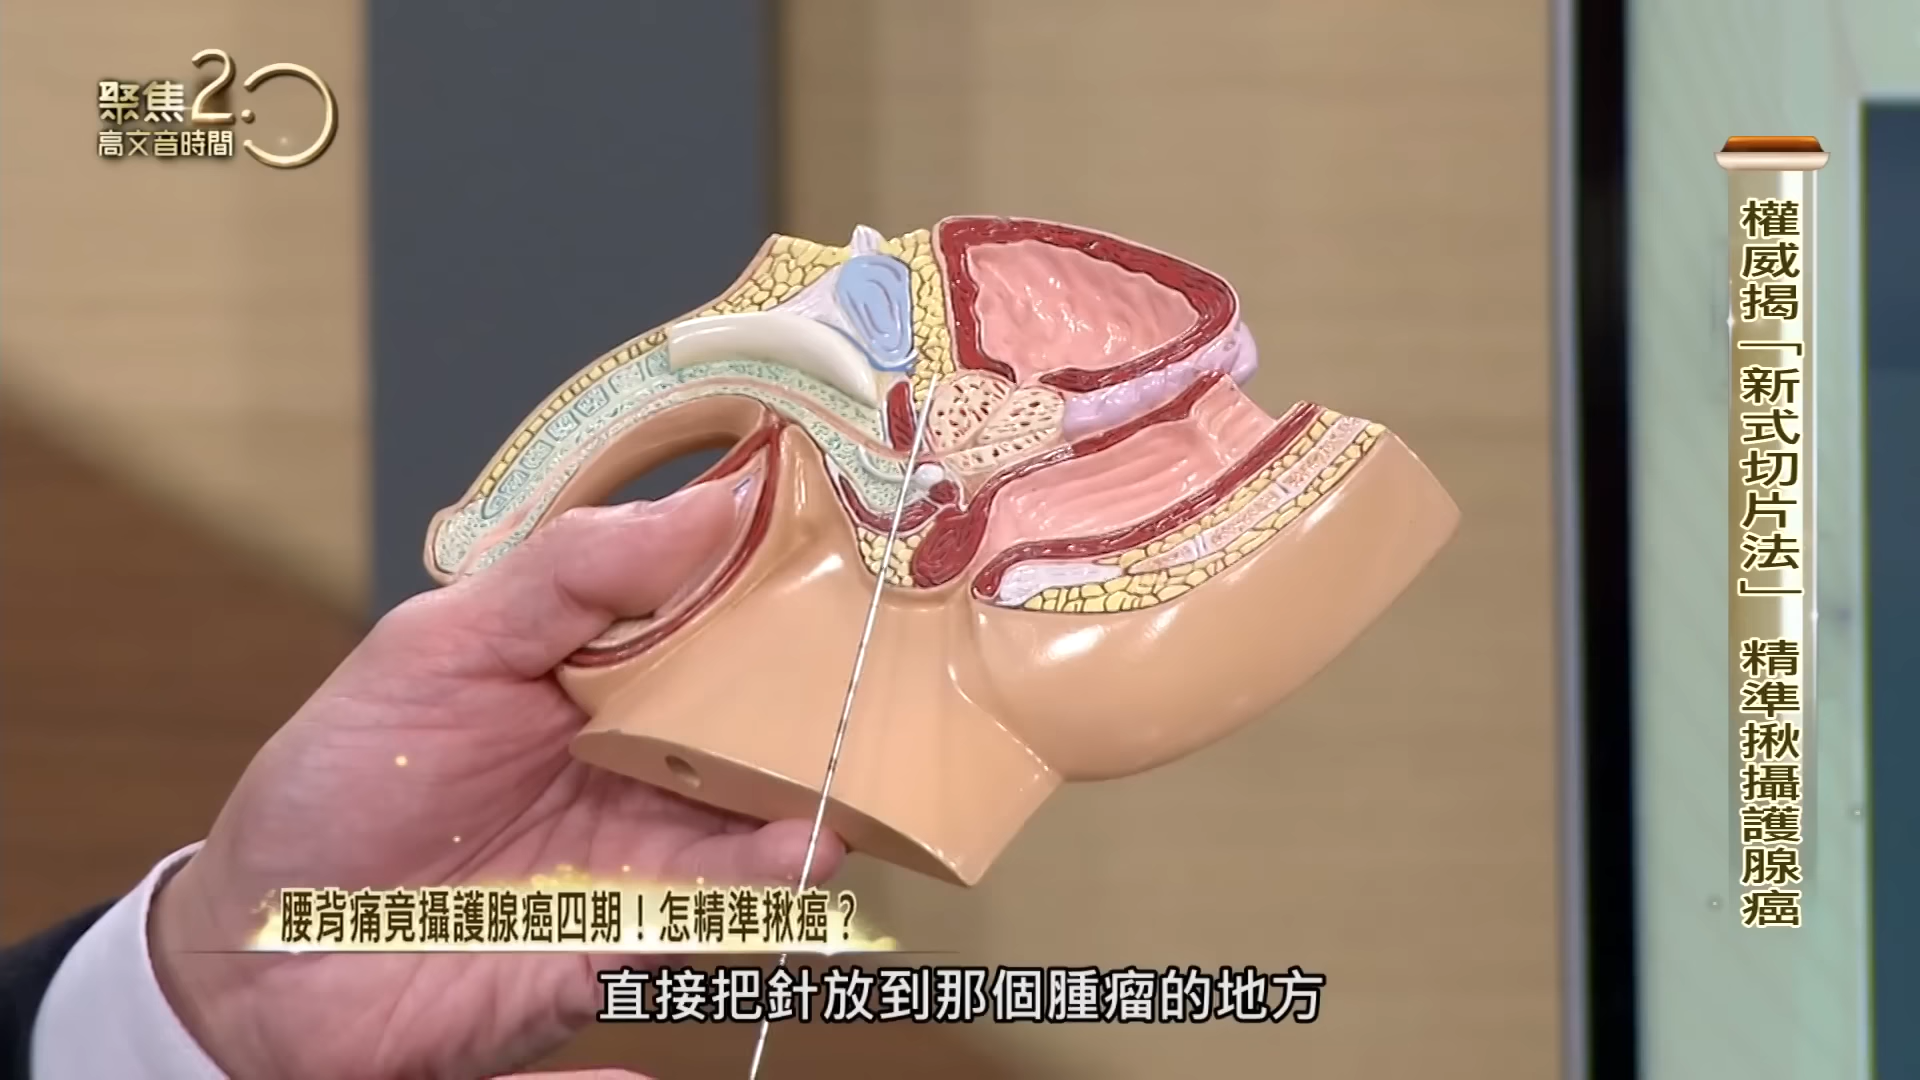 聚焦2.0
高文音時間
權威揭「新式切片法」 精準揪攝護腺癌
腰背痛竟攝護腺癌四期！怎精準揪癌？
直接把針放到那個腫瘤的地方